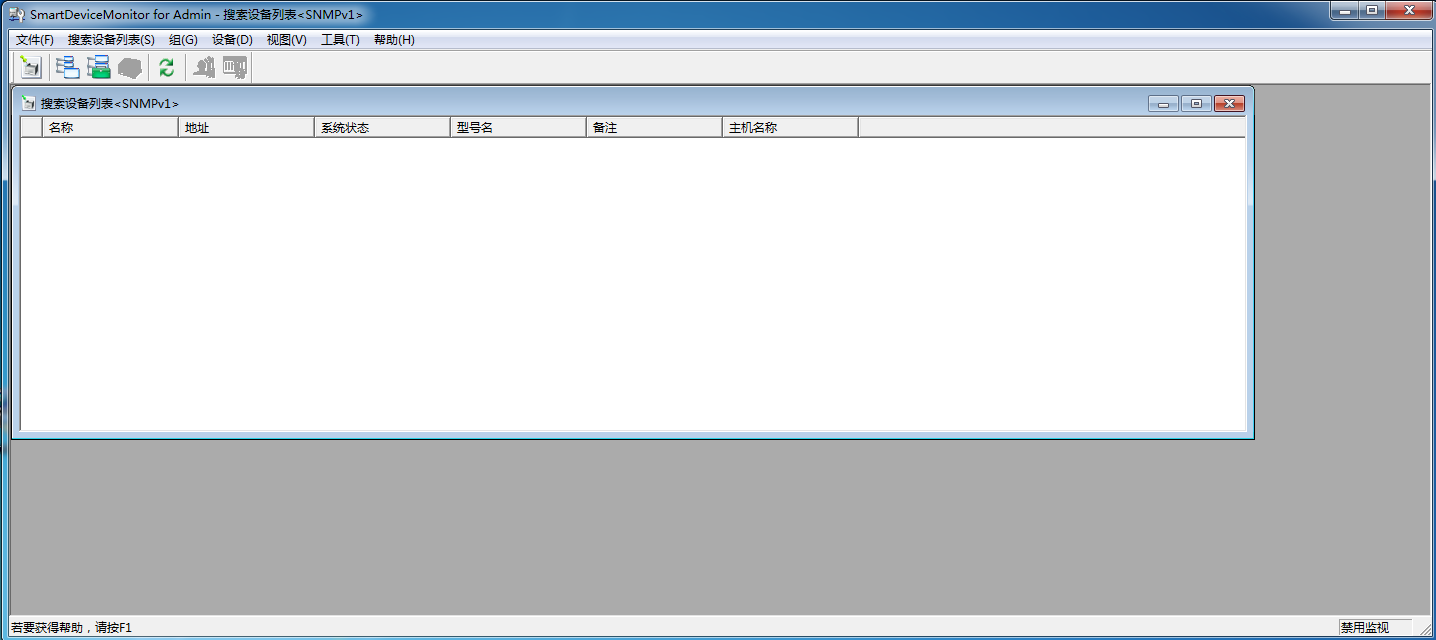 SmartDeviceMonitor for Admin - 搜索设备列表<SNMPv1>
文件(F) 搜索设备列表(S) 组(G) 设备(D) 视图(V) 工具(T) 帮助(H)
搜索设备列表<SNMPv1>
名称 地址 系统状态 型号名 备注 主机名称
若要获得帮助，请按F1 禁用监视